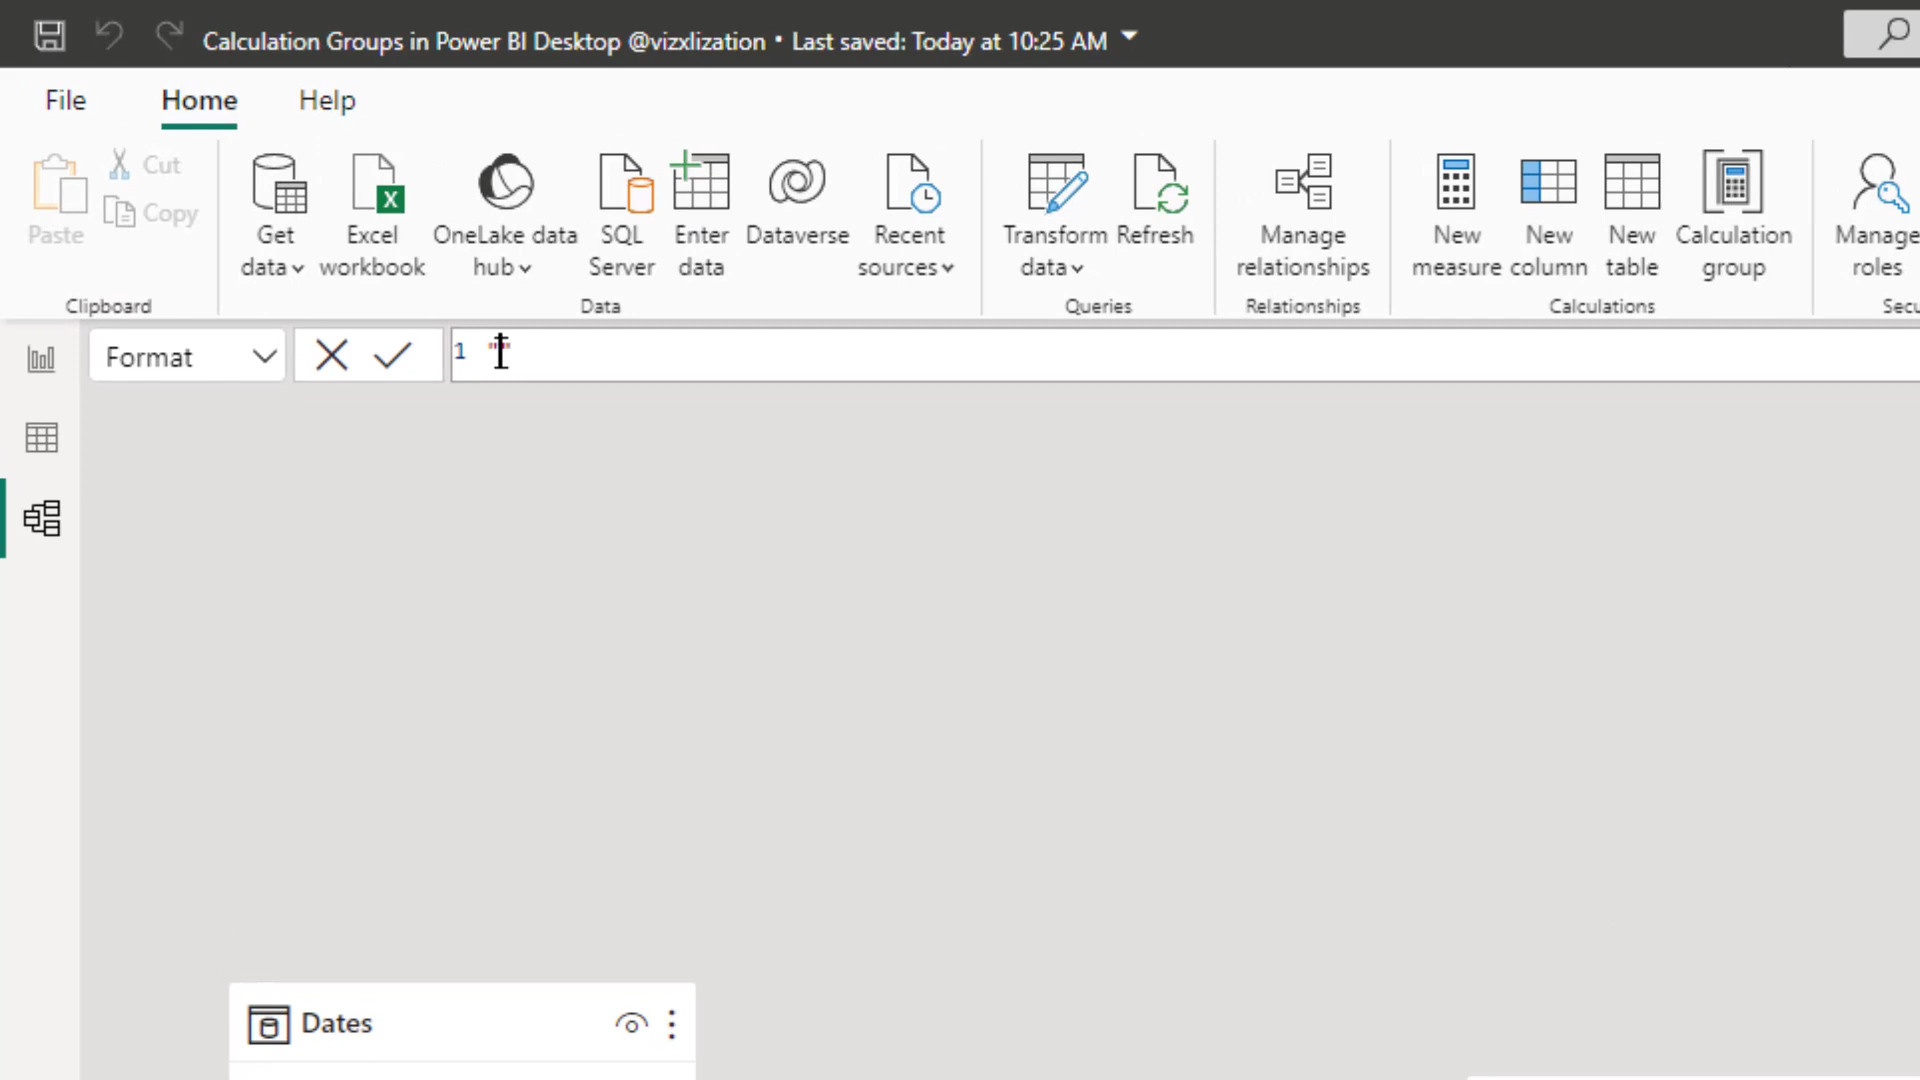 Calculation Groups in Power BI Desktop @vizxlization • Last saved: Today at 10:25 AM
File Home Help
Paste
Cut
Copy
Clipboard
Get data
Excel workbook
OneLake data hub
SQL Server
Enter data
Dataverse
Recent sources
Data
Transform data
Refresh
Queries
Manage relationships
Relationships
New measure
New column
New table
Calculation group
Calculations
Manage roles
Secu
Format
1 ""
Dates